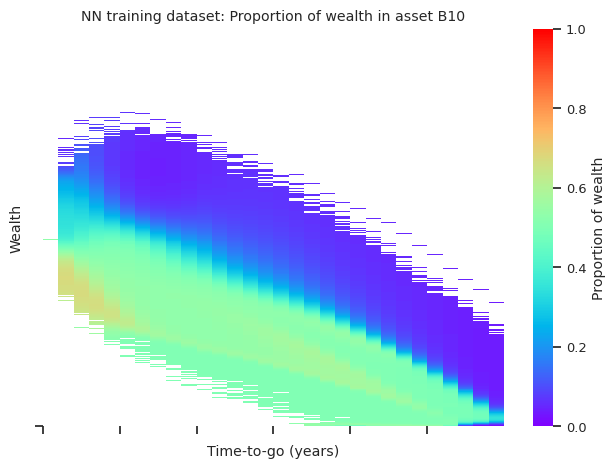 NN training dataset: Proportion of wealth in asset B10
1.0
0.8
0.6
0.4
0.2
0.0
Proportion of wealth
Wealth
Time-to-go (years)